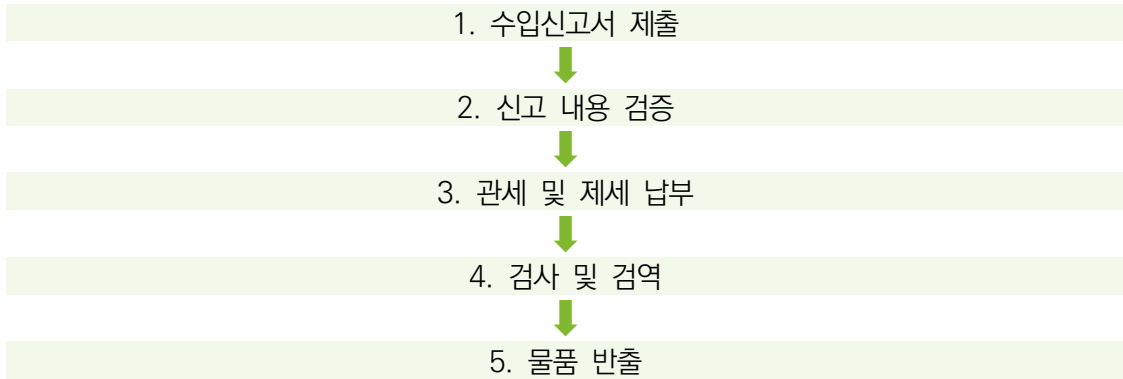 1. 수입신고서 제출
2. 신고 내용 검증
3. 관세 및 제세 납부
4. 검사 및 검역
5. 물품 반출